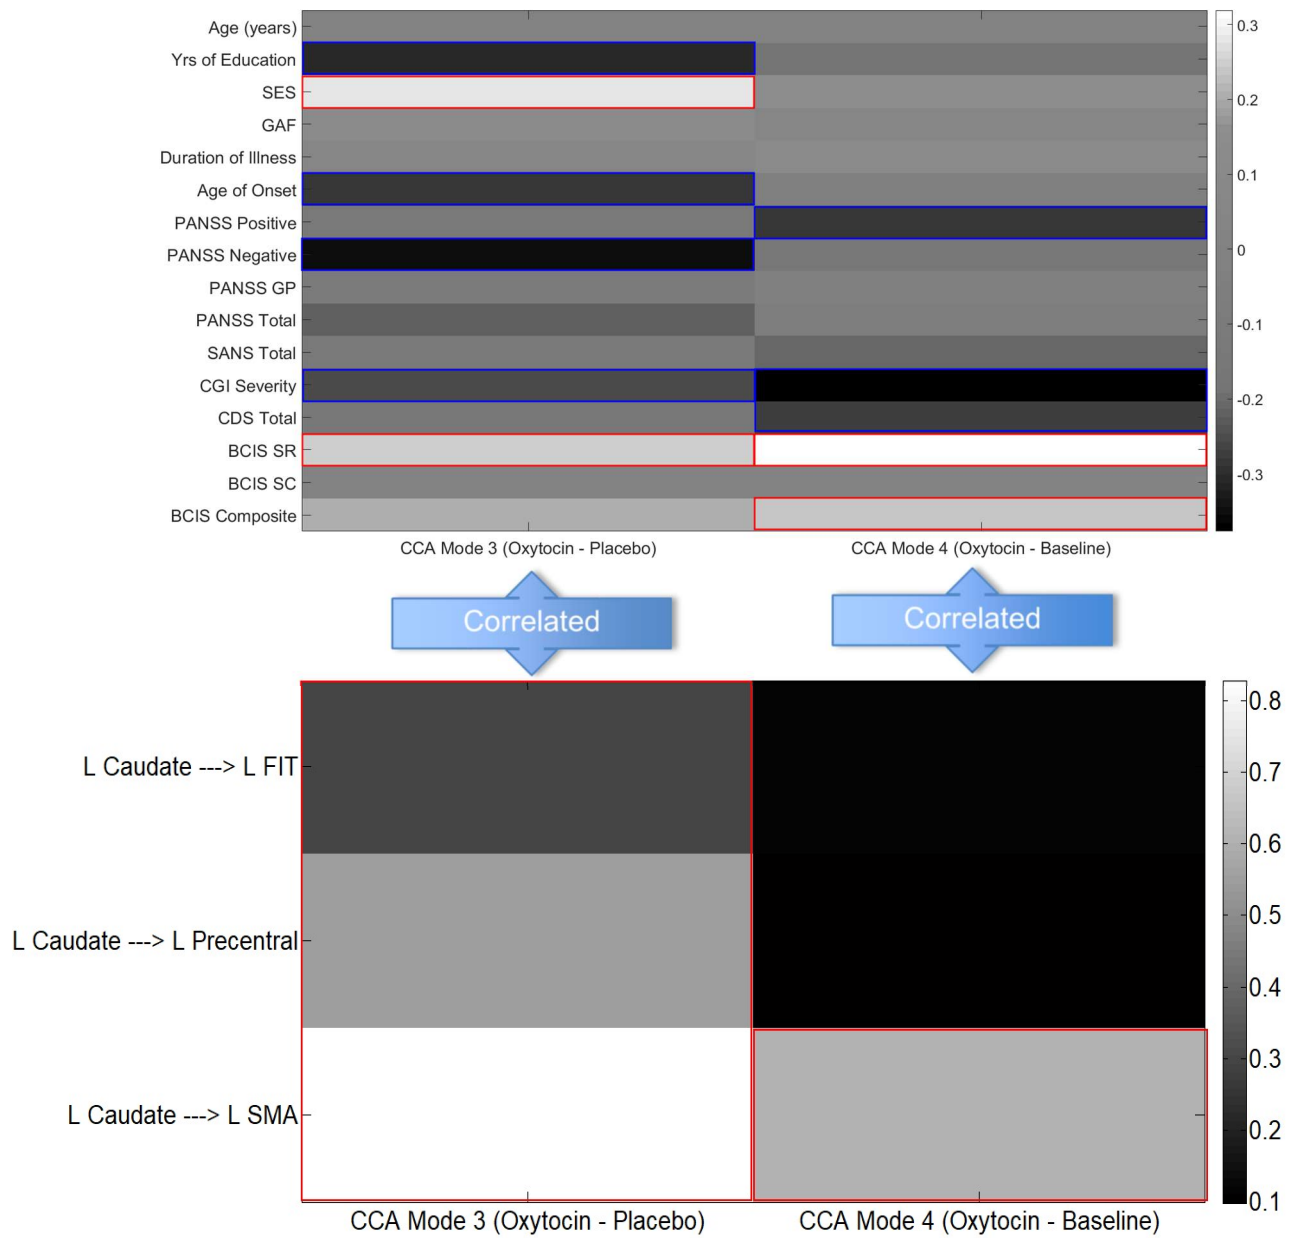 Age (years)
Yrs of Education
SES
GAF
Duration of Illness
Age of Onset
PANSS Positive
PANSS Negative
PANSS GP
PANSS Total
SANS Total
CGI Severity
CDS Total
BCIS SR
BCIS SC
BCIS Composite
0.3
0.2
0.1
0
-0.1
-0.2
-0.3
CCA Mode 3 (Oxytocin - Placebo)
CCA Mode 4 (Oxytocin - Baseline)
Correlated
Correlated
L Caudate ---> L FIT
L Caudate ---> L Precentral
L Caudate ---> L SMA
0.8
0.7
0.6
0.5
0.4
0.3
0.2
0.1
CCA Mode 3 (Oxytocin - Placebo)
CCA Mode 4 (Oxytocin - Baseline)